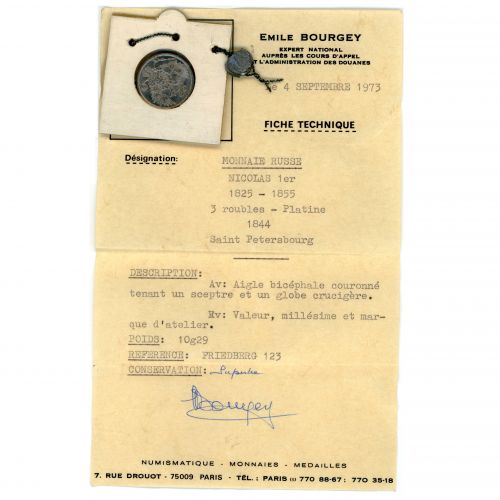 EMILE BOURGEY
EXPERT NATIONAL
AUPRÈS LES COURS D'APPEL
ET L'ADMINISTRATION DES DOUANES
le 4 SEPTEMBRE 1973
FICHE TECHNIQUE
Désignation: MONNAIE RUSSE
NICOLAS 1er
1825 - 1855
3 roubles - Platine
1844
Saint Petersbourg
DESCRIPTION:
Av: Aigle bicéphale couronné
tenant un sceptre et un globe crucigère.
Rv: Valeur, millésime et mar-
que d'atelier.
POIDS: 10g29
REFERENCE: FRIEDBERG 123
CONSERVATION: Superbe
Bourgey
NUMISMATIQUE - MONNAIES - MEDAILLES
7. RUE DROUOT - 75009 PARIS - TÉL. : PARIS (1) 770 88-67 : 770 35-18